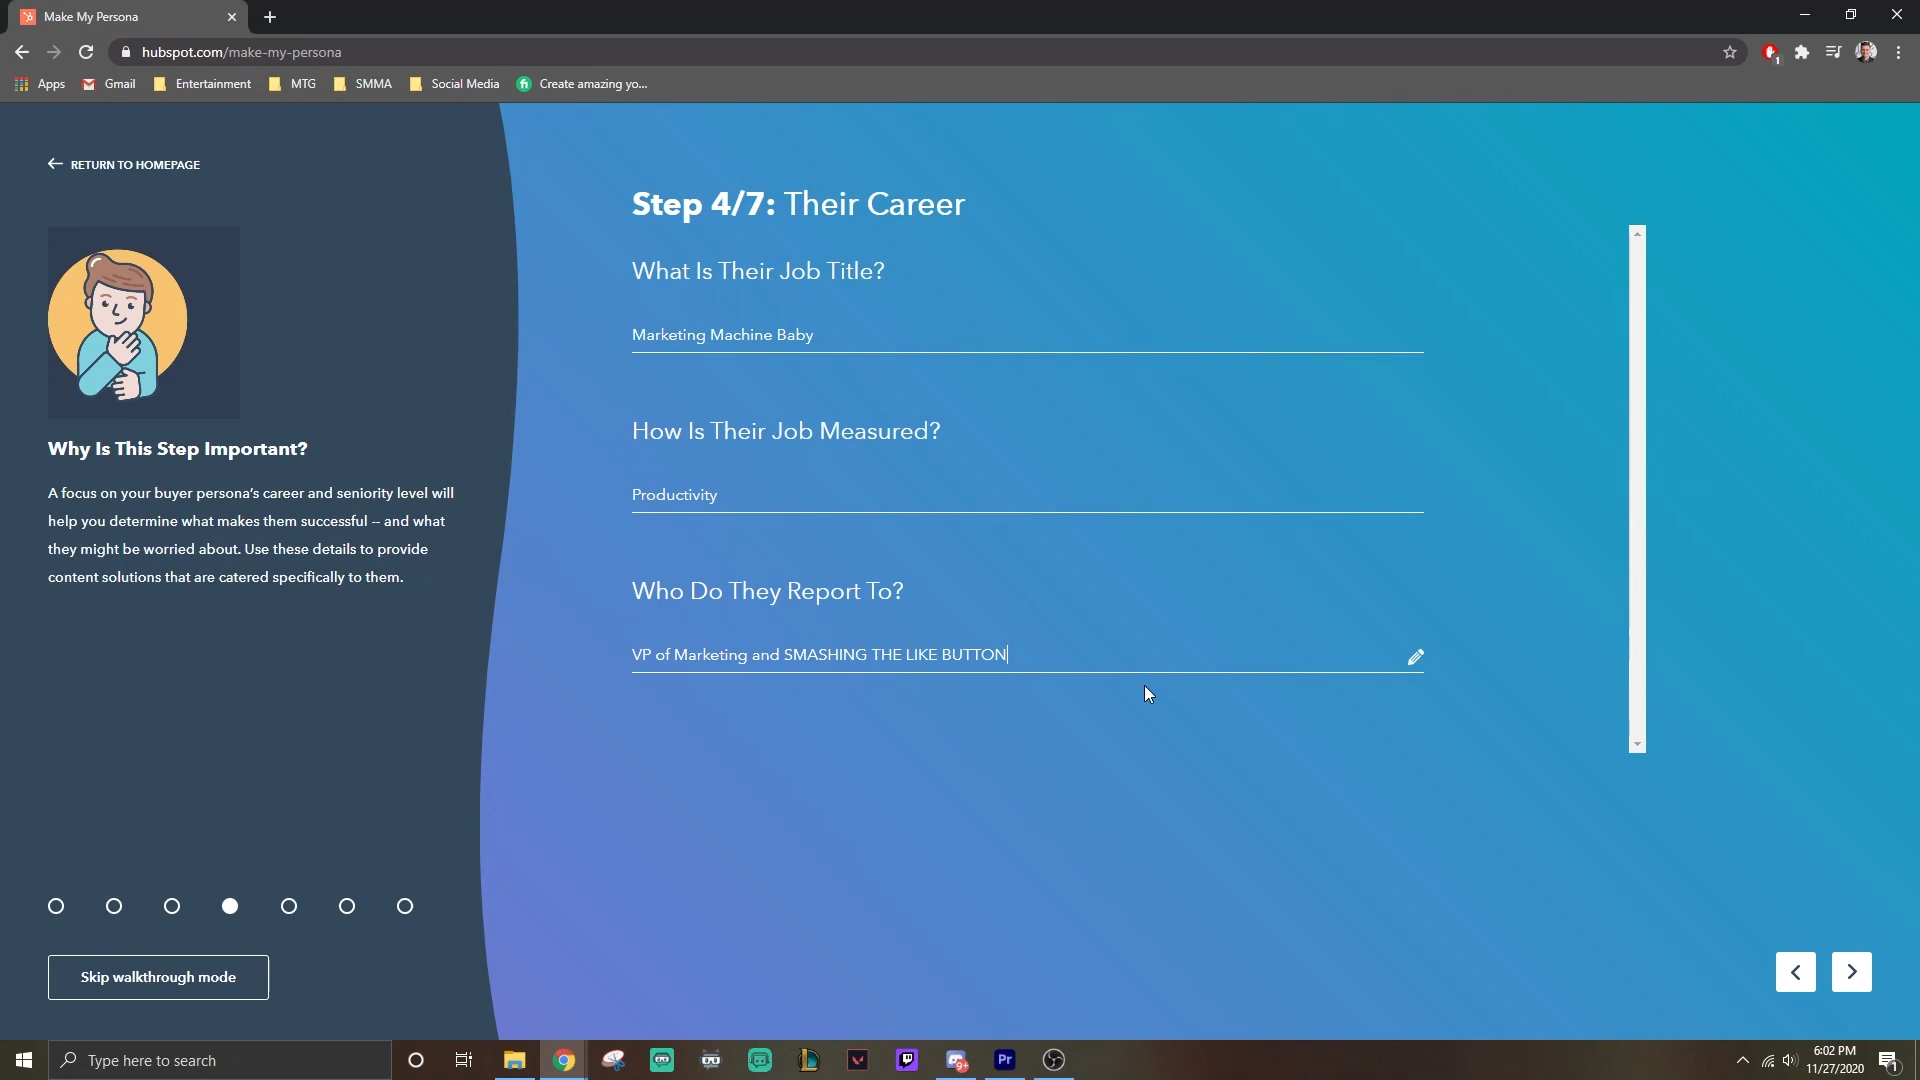 Make My Persona
hubspot.com/make-my-persona
1
Apps
Gmail
Entertainment
MTG
SMMA
Social Media
Create amazing yo...
RETURN TO HOMEPAGE
Why Is This Step Important?
A focus on your buyer persona's career and seniority level will
help you determine what makes them successful -- and what
they might be worried about. Use these details to provide
content solutions that are catered specifically to them.
Skip walkthrough mode
Step 4/7: Their Career
What Is Their Job Title?
Marketing Machine Baby
How Is Their Job Measured?
Productivity
Who Do They Report To?
VP of Marketing and SMASHING THE LIKE BUTTON
Type here to search
9+
Pr
6:02 PM
11/27/2020
1